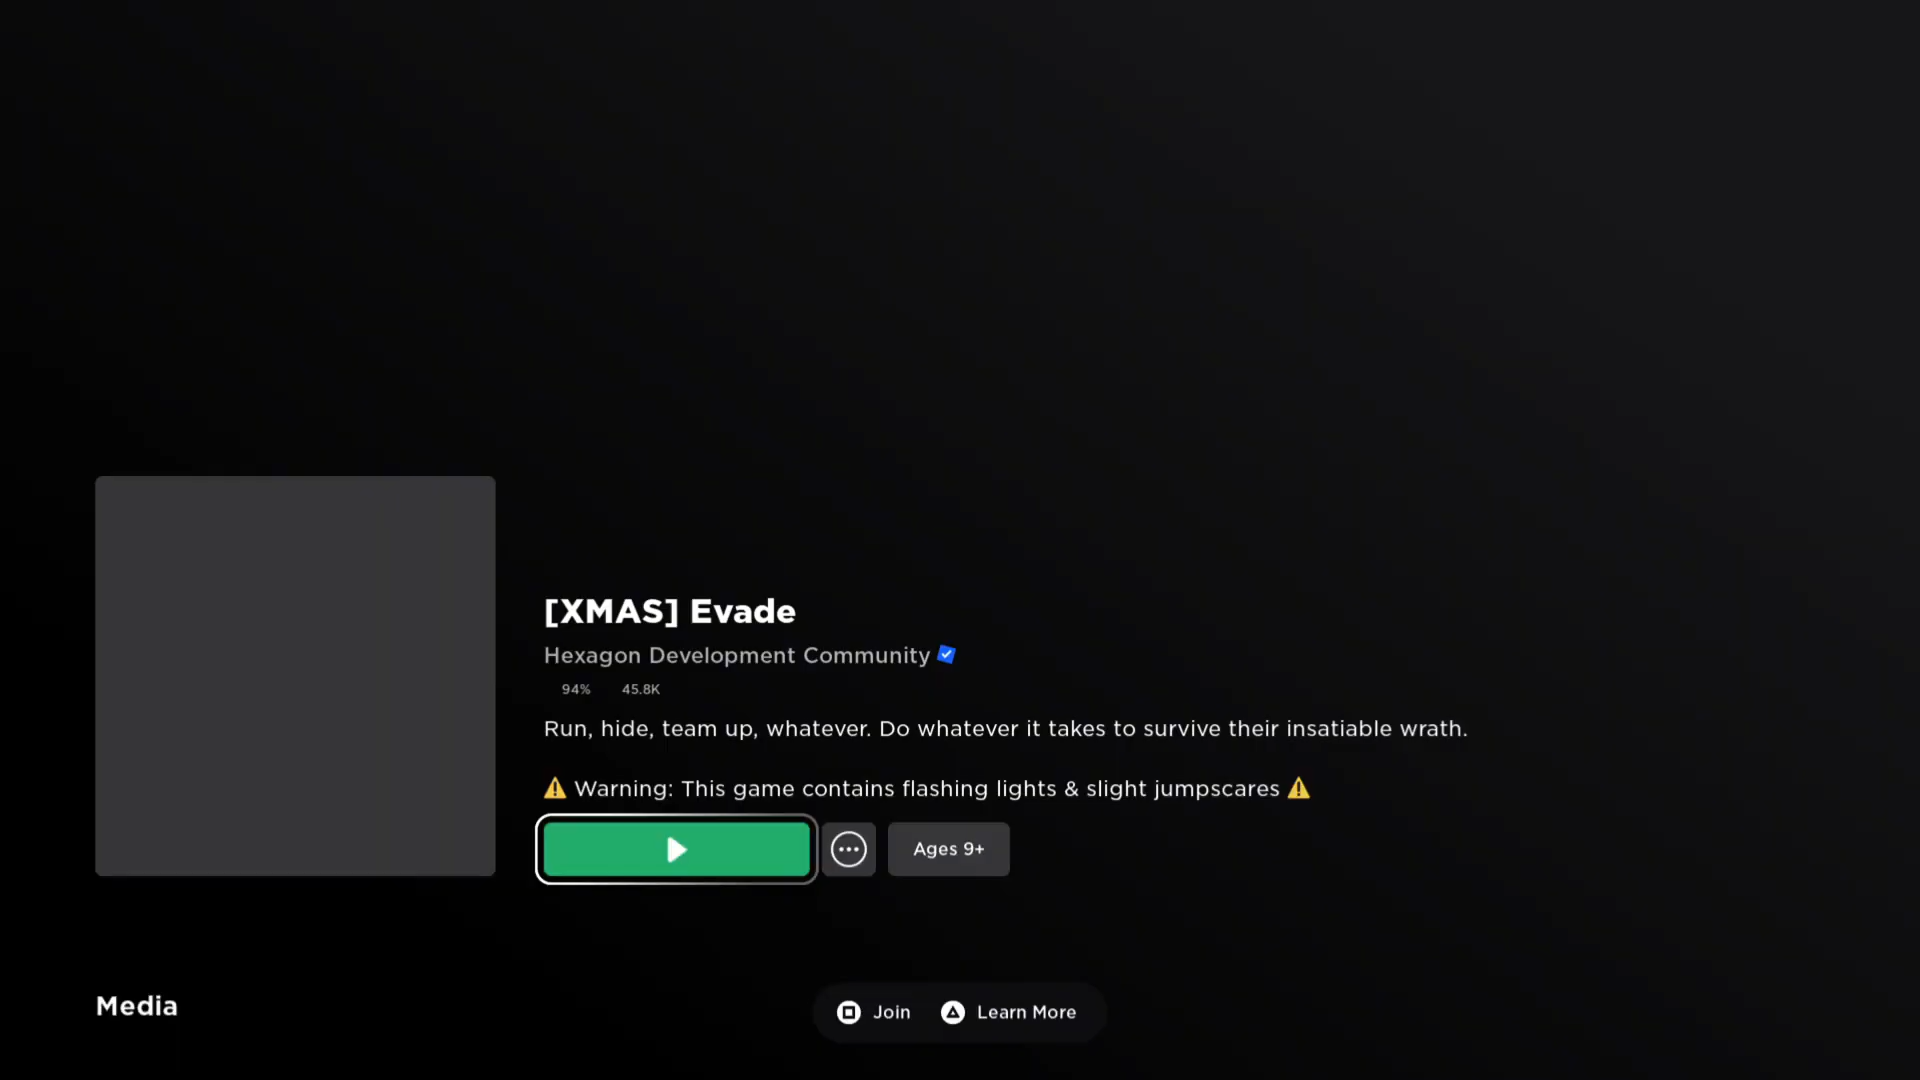 [XMAS] Evade
Hexagon Development Community
94% 45.8K
Run, hide, team up, whatever. Do whatever it takes to survive their insatiable wrath.
⚠️ Warning: This game contains flashing lights & slight jumpscares ⚠️
Ages 9+
Media
Join Learn More